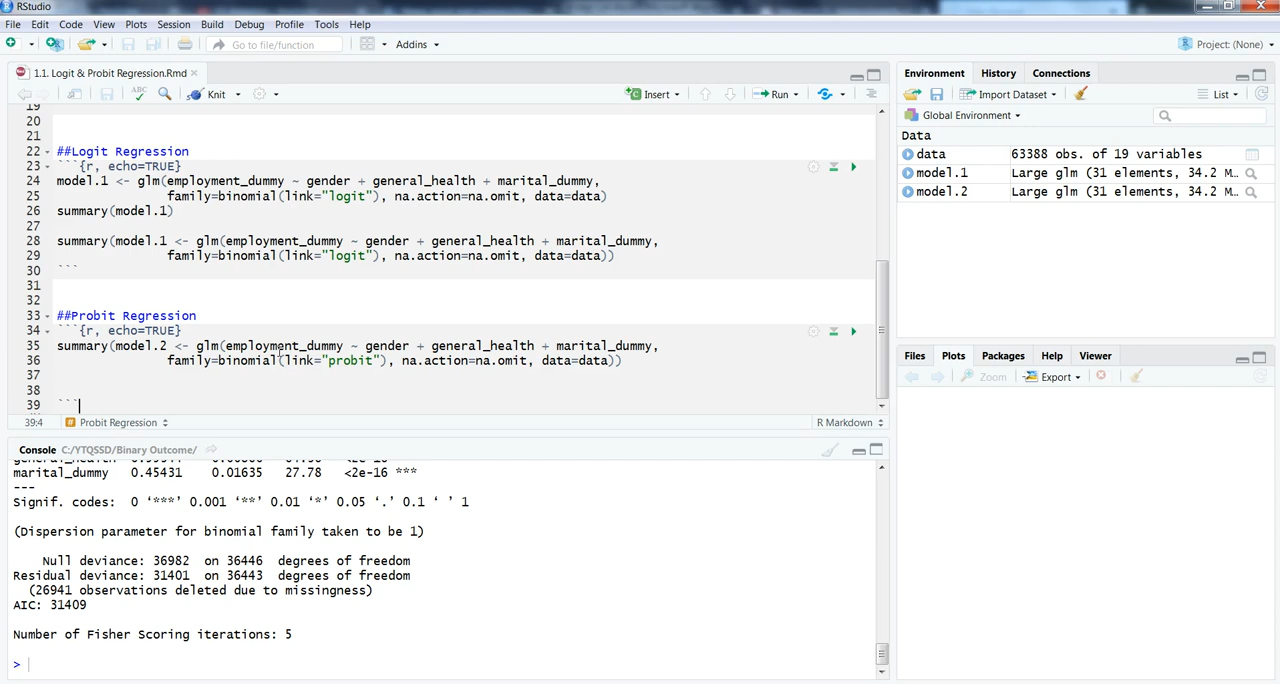 RStudio
File Edit Code View Plots Session Build Debug Profile Tools Help
Go to file/function Addins Project: (None)
1.1. Logit & Probit Regression.Rmd
ABC Knit Insert Run
19
20
21
22 ##Logit Regression
23 ```{r, echo=TRUE}
24 model.1 <- glm(employment_dummy ~ gender + general_health + marital_dummy,
25 family=binomial(link="logit"), na.action=na.omit, data=data)
26 summary(model.1)
27
28 summary(model.1 <- glm(employment_dummy ~ gender + general_health + marital_dummy,
29 family=binomial(link="logit"), na.action=na.omit, data=data))
30 ```
31
32
33 ##Probit Regression
34 ```{r, echo=TRUE}
35 summary(model.2 <- glm(employment_dummy ~ gender + general_health + marital_dummy,
36 family=binomial(link="probit"), na.action=na.omit, data=data))
37
38
39 ```
39:4 # Probit Regression R Markdown
Console C:/YTQSSD/Binary Outcome/
marital_dummy 0.45431 0.01635 27.78 <2e-16 ***
---
Signif. codes: 0 ‘***’ 0.001 ‘**’ 0.01 ‘*’ 0.05 ‘.’ 0.1 ‘ ’ 1
(Dispersion parameter for binomial family taken to be 1)
Null deviance: 36982 on 36446 degrees of freedom
Residual deviance: 31401 on 36443 degrees of freedom
(26941 observations deleted due to missingness)
AIC: 31409
Number of Fisher Scoring iterations: 5
>
Environment History Connections
Import Dataset List
Global Environment
Data
data 63388 obs. of 19 variables
model.1 Large glm (31 elements, 34.2 M…
model.2 Large glm (31 elements, 34.2 M…
Files Plots Packages Help Viewer
Zoom Export